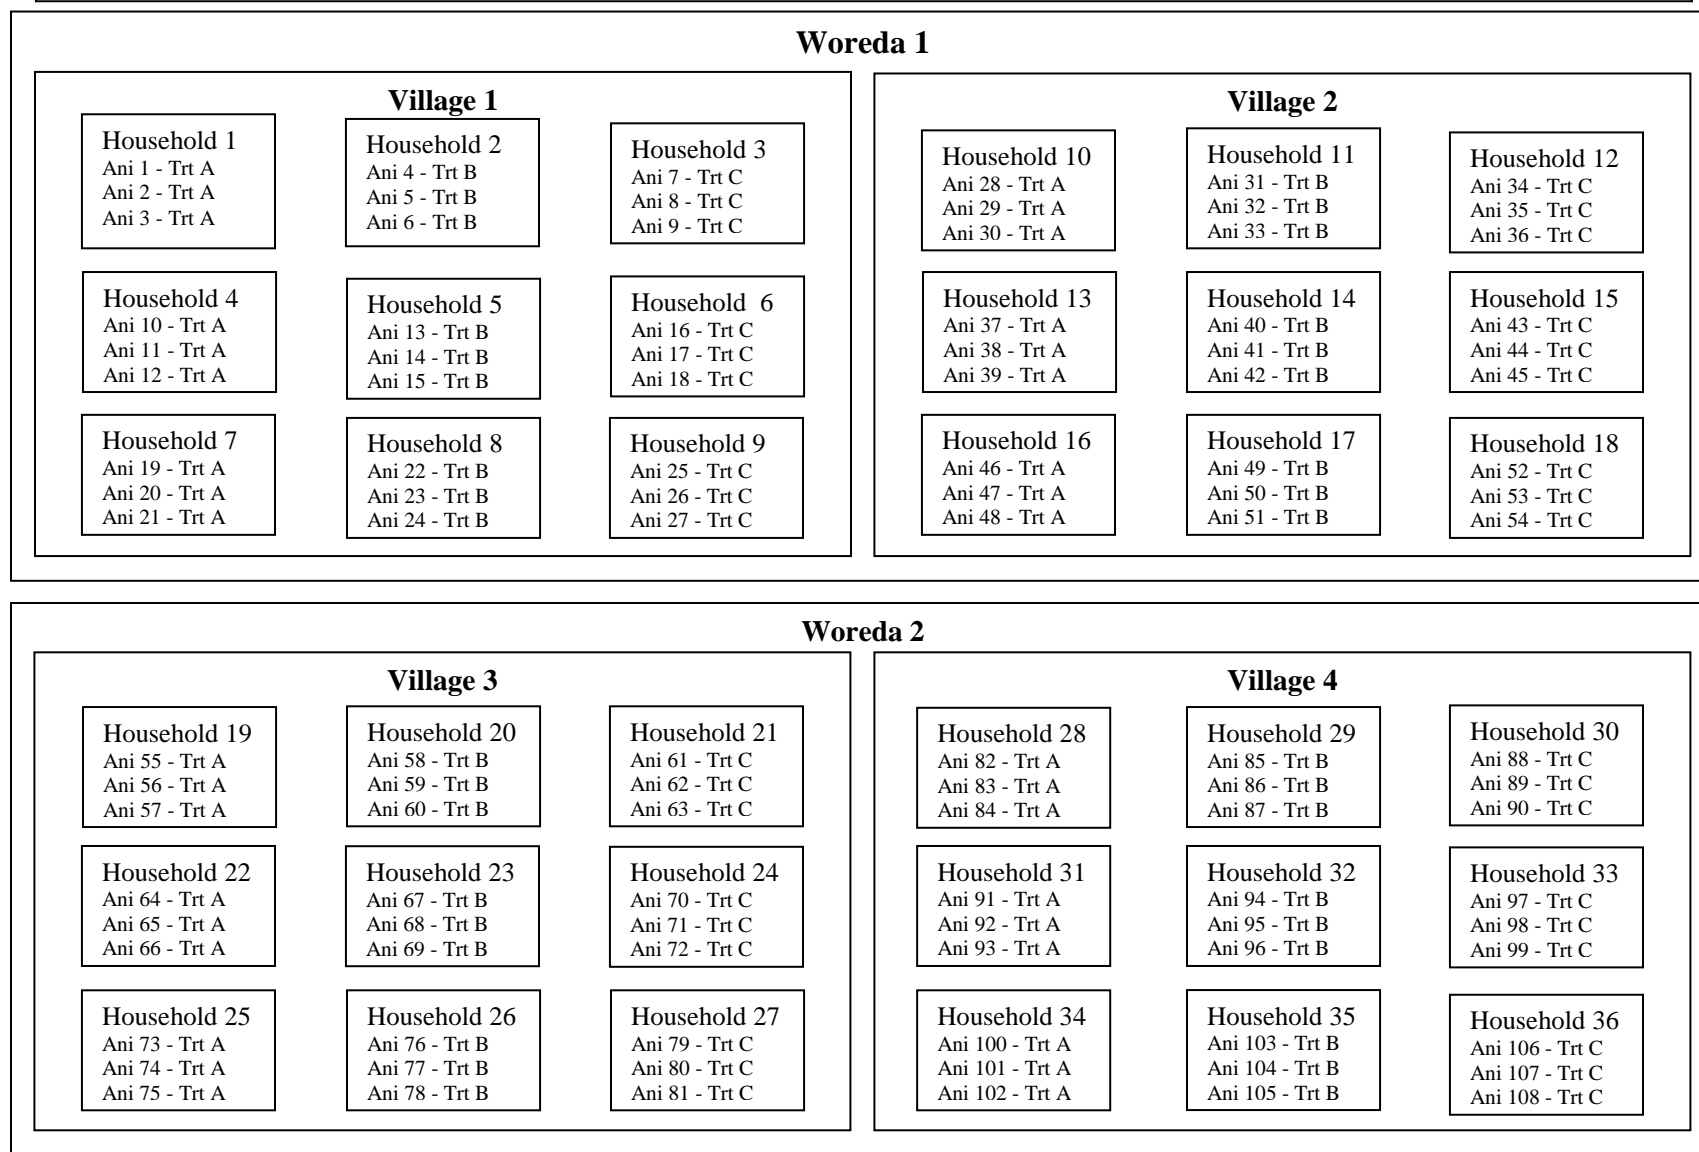 Woreda 1
Village 1
Household 1
Ani 1 - Trt A
Ani 2 - Trt A
Ani 3 - Trt A
Household 2
Ani 4 - Trt B
Ani 5 - Trt B
Ani 6 - Trt B
Household 3
Ani 7 - Trt C
Ani 8 - Trt C
Ani 9 - Trt C
Household 4
Ani 10 - Trt A
Ani 11 - Trt A
Ani 12 - Trt A
Household 5
Ani 13 - Trt B
Ani 14 - Trt B
Ani 15 - Trt B
Household 6
Ani 16 - Trt C
Ani 17 - Trt C
Ani 18 - Trt C
Household 7
Ani 19 - Trt A
Ani 20 - Trt A
Ani 21 - Trt A
Household 8
Ani 22 - Trt B
Ani 23 - Trt B
Ani 24 - Trt B
Household 9
Ani 25 - Trt C
Ani 26 - Trt C
Ani 27 - Trt C
Village 2
Household 10
Ani 28 - Trt A
Ani 29 - Trt A
Ani 30 - Trt A
Household 11
Ani 31 - Trt B
Ani 32 - Trt B
Ani 33 - Trt B
Household 12
Ani 34 - Trt C
Ani 35 - Trt C
Ani 36 - Trt C
Household 13
Ani 37 - Trt A
Ani 38 - Trt A
Ani 39 - Trt A
Household 14
Ani 40 - Trt B
Ani 41 - Trt B
Ani 42 - Trt B
Household 15
Ani 43 - Trt C
Ani 44 - Trt C
Ani 45 - Trt C
Household 16
Ani 46 - Trt A
Ani 47 - Trt A
Ani 48 - Trt A
Household 17
Ani 49 - Trt B
Ani 50 - Trt B
Ani 51 - Trt B
Household 18
Ani 52 - Trt C
Ani 53 - Trt C
Ani 54 - Trt C
Woreda 2
Village 3
Household 19
Ani 55 - Trt A
Ani 56 - Trt A
Ani 57 - Trt A
Household 20
Ani 58 - Trt B
Ani 59 - Trt B
Ani 60 - Trt B
Household 21
Ani 61 - Trt C
Ani 62 - Trt C
Ani 63 - Trt C
Household 22
Ani 64 - Trt A
Ani 65 - Trt A
Ani 66 - Trt A
Household 23
Ani 67 - Trt B
Ani 68 - Trt B
Ani 69 - Trt B
Household 24
Ani 70 - Trt C
Ani 71 - Trt C
Ani 72 - Trt C
Household 25
Ani 73 - Trt A
Ani 74 - Trt A
Ani 75 - Trt A
Household 26
Ani 76 - Trt B
Ani 77 - Trt B
Ani 78 - Trt B
Household 27
Ani 79 - Trt C
Ani 80 - Trt C
Ani 81 - Trt C
Village 4
Household 28
Ani 82 - Trt A
Ani 83 - Trt A
Ani 84 - Trt A
Household 29
Ani 85 - Trt B
Ani 86 - Trt B
Ani 87 - Trt B
Household 30
Ani 88 - Trt C
Ani 89 - Trt C
Ani 90 - Trt C
Household 31
Ani 91 - Trt A
Ani 92 - Trt A
Ani 93 - Trt A
Household 32
Ani 94 - Trt B
Ani 95 - Trt B
Ani 96 - Trt B
Household 33
Ani 97 - Trt C
Ani 98 - Trt C
Ani 99 - Trt C
Household 34
Ani 100 - Trt A
Ani 101 - Trt A
Ani 102 - Trt A
Household 35
Ani 103 - Trt B
Ani 104 - Trt B
Ani 105 - Trt B
Household 36
Ani 106 - Trt C
Ani 107 - Trt C
Ani 108 - Trt C